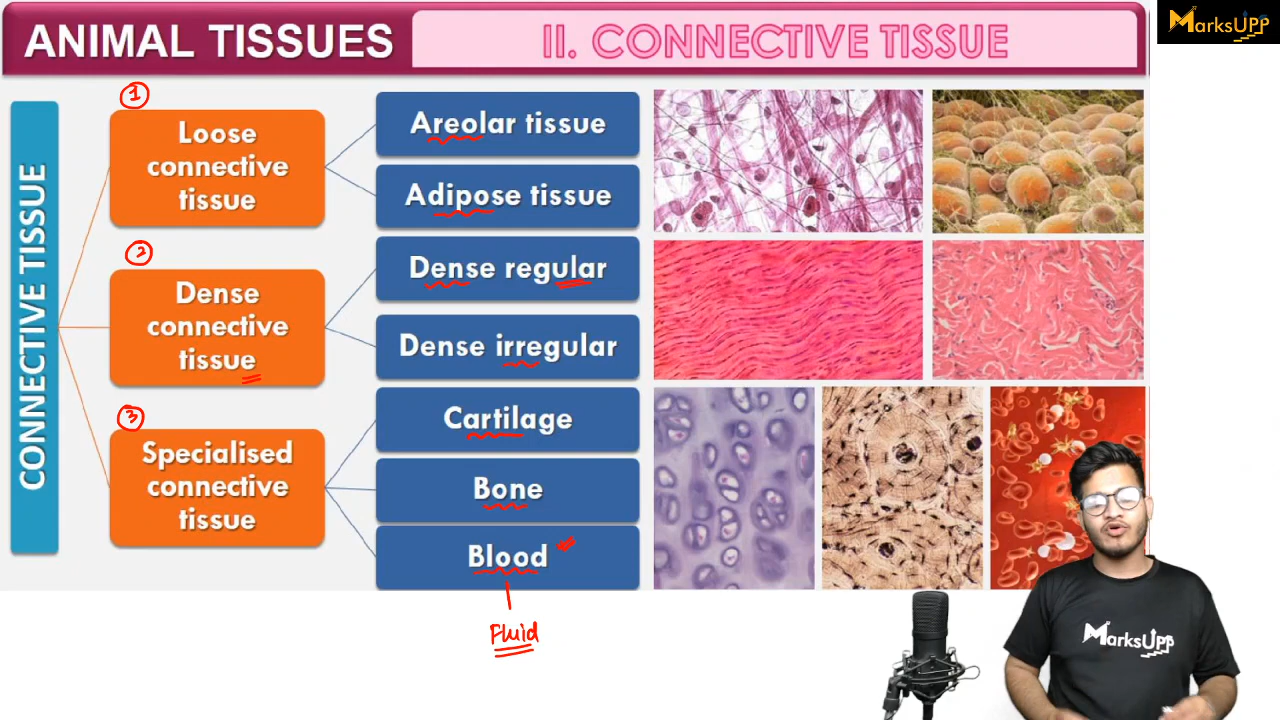 ANIMAL TISSUES
II. CONNECTIVE TISSUE
MarksUPP
CONNECTIVE TISSUE
1
Loose
connective
tissue
Areolar tissue
Adipose tissue
2
Dense
connective
tissue
Dense regular
Dense irregular
3
Specialised
connective
tissue
Cartilage
Bone
Blood
Fluid
MarksUPP